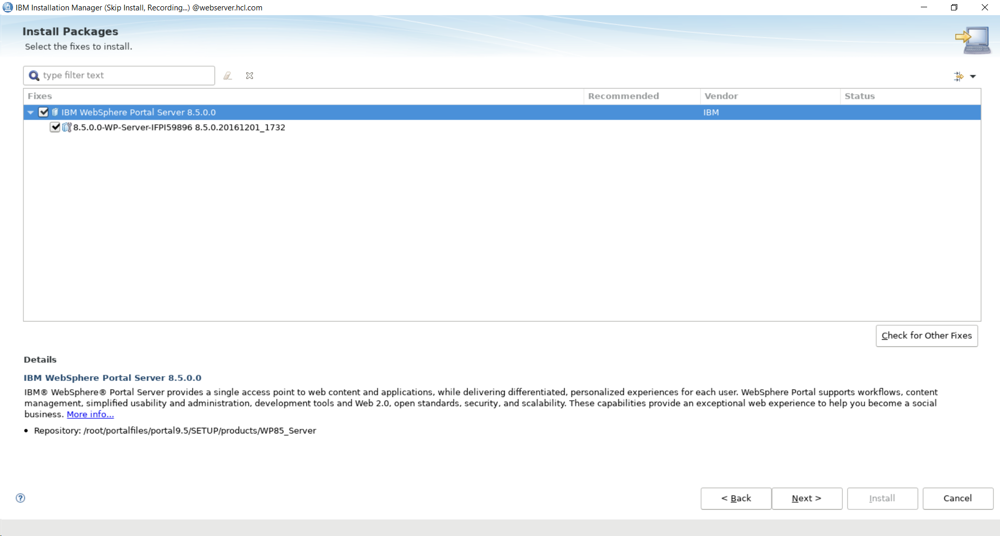 IBM Installation Manager (Skip Install, Recording...) @webserver.hcl.com
Install Packages
Select the fixes to install.
type filter text
Fixes Recommended Vendor Status
IBM WebSphere Portal Server 8.5.0.0 IBM
8.5.0.0-WP-Server-IFPI59896 8.5.0.20161201_1732
Check for Other Fixes
Details
IBM WebSphere Portal Server 8.5.0.0
IBM® WebSphere® Portal Server provides a single access point to web content and applications, while delivering differentiated, personalized experiences for each user. WebSphere Portal supports workflows, content
management, simplified usability and administration, development tools and Web 2.0, open standards, security, and scalability. These capabilities provide an exceptional web experience to help you become a social
business. More info...
• Repository: /root/portalfiles/portal9.5/SETUP/products/WP85_Server
? < Back Next > Install Cancel